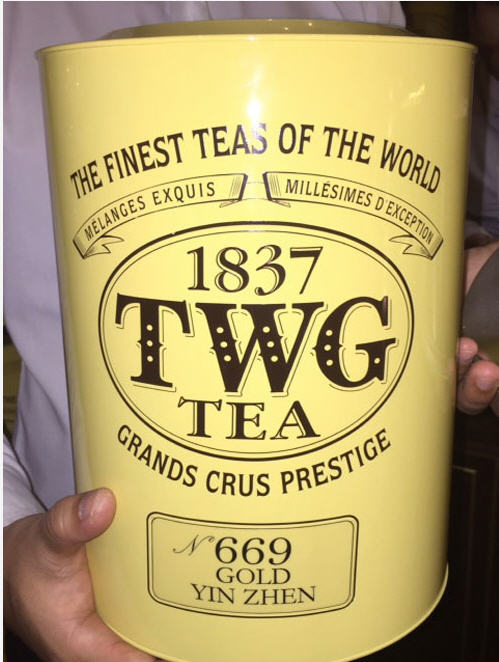 THE FINEST TEAS OF THE WORLD
MÉLANGES EXQUIS MILLÉSIMES D'EXCEPTION
1837
TWG
TEA
GRANDS CRUS PRESTIGE
N° 669
GOLD
YIN ZHEN